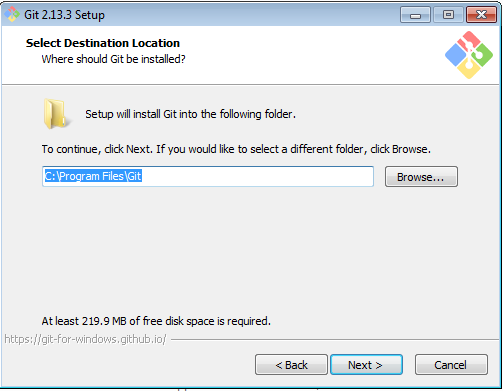 Git 2.13.3 Setup
Select Destination Location
Where should Git be installed?
Setup will install Git into the following folder.
To continue, click Next. If you would like to select a different folder, click Browse.
C:\Program Files\Git
Browse...
At least 219.9 MB of free disk space is required.
https://git-for-windows.github.io/
< Back
Next >
Cancel